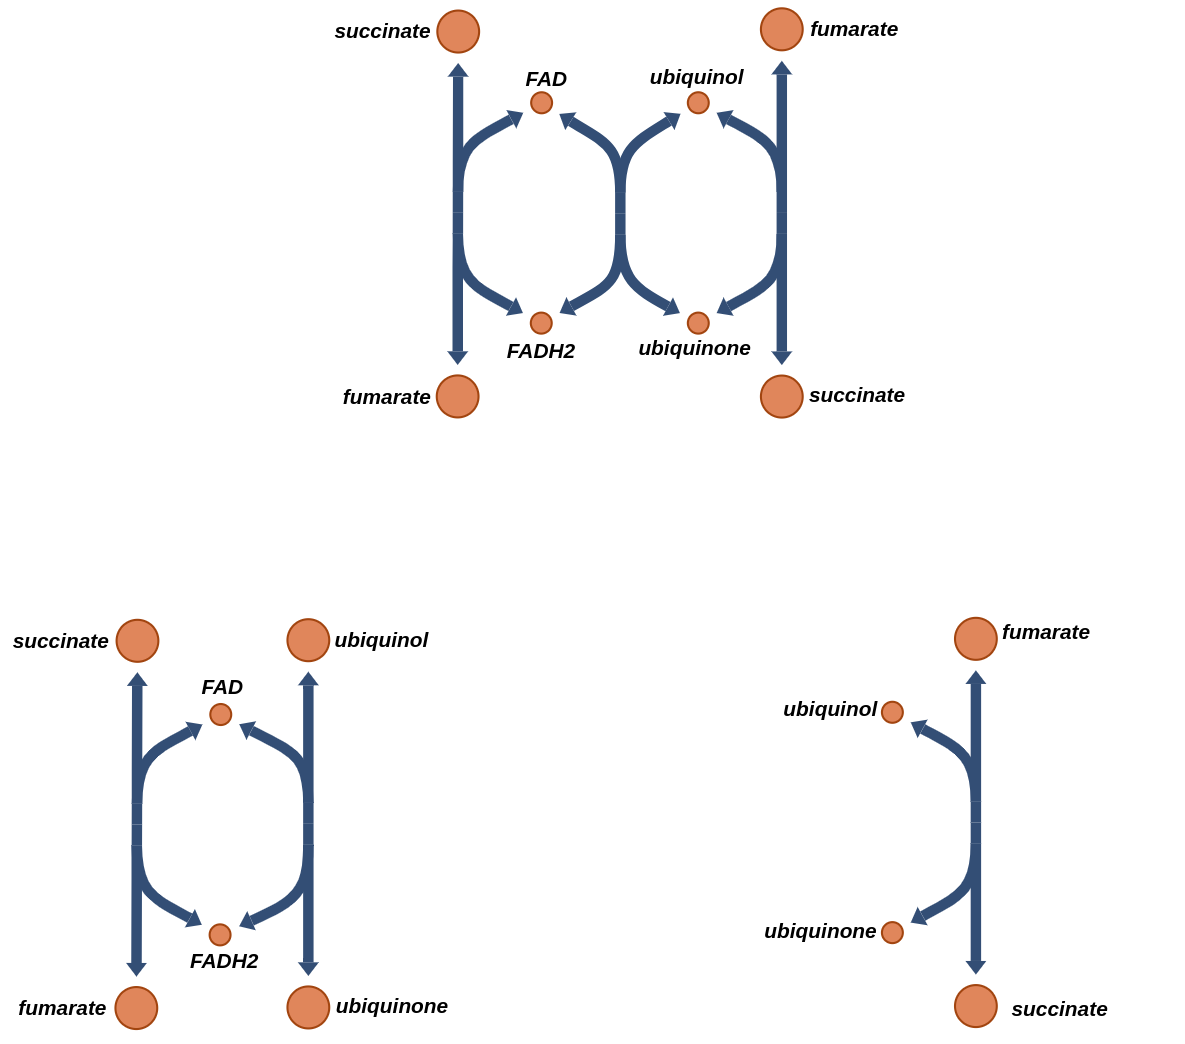 succinate
fumarate
FAD
ubiquinol
FADH2
ubiquinone
fumarate
succinate
succinate
ubiquinol
FAD
FADH2
fumarate
ubiquinone
fumarate
ubiquinol
ubiquinone
succinate